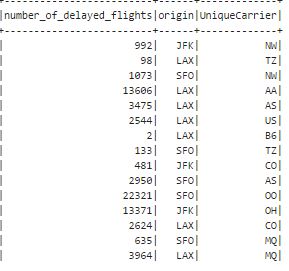 |number_of_delayed_flights|origin|UniqueCarrier|
| 992| JFK| NW|
| 98| LAX| TZ|
| 1073| SFO| NW|
| 13606| LAX| AA|
| 3475| LAX| AS|
| 2544| LAX| US|
| 2| LAX| B6|
| 133| SFO| TZ|
| 481| JFK| CO|
| 2950| SFO| AS|
| 22321| SFO| OO|
| 13371| JFK| OH|
| 2624| LAX| CO|
| 635| SFO| MQ|
| 3964| LAX| MQ|